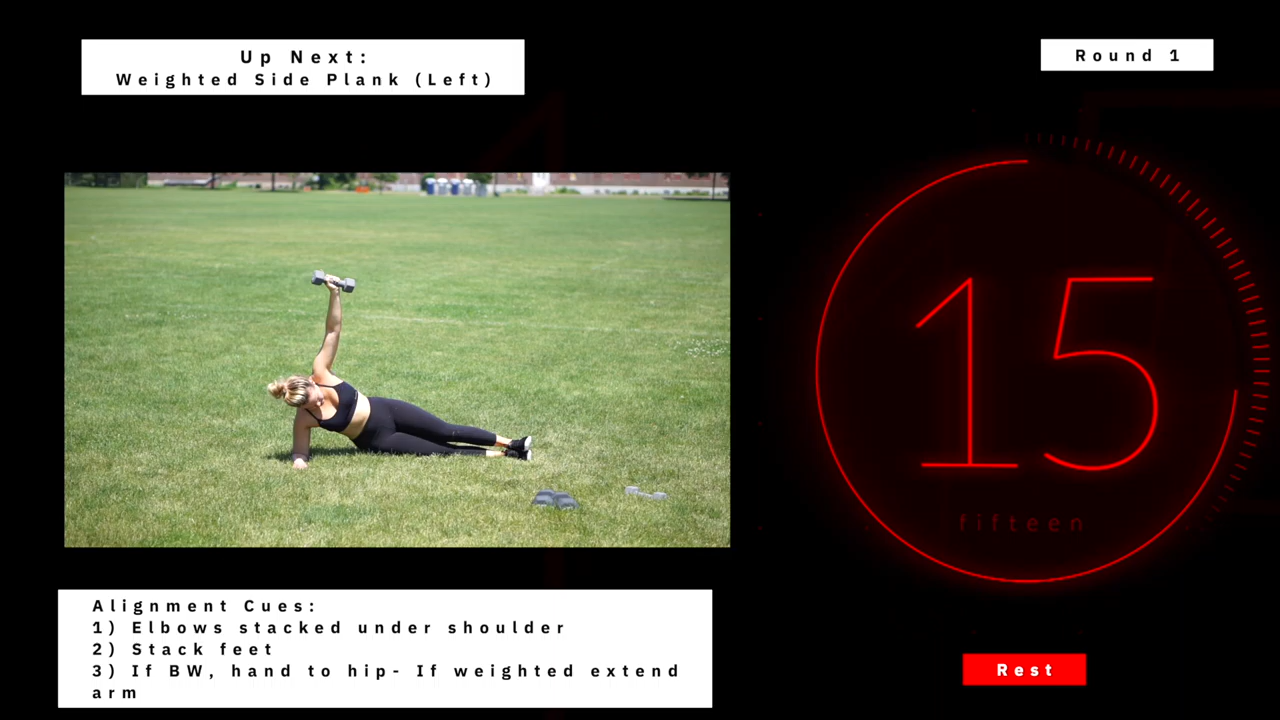 Up Next:
Weighted Side Plank (Left)
Round 1
15
fifteen
Alignment Cues:
1) Elbows stacked under shoulder
2) Stack feet
3) If BW, hand to hip- If weighted extend
arm
Rest